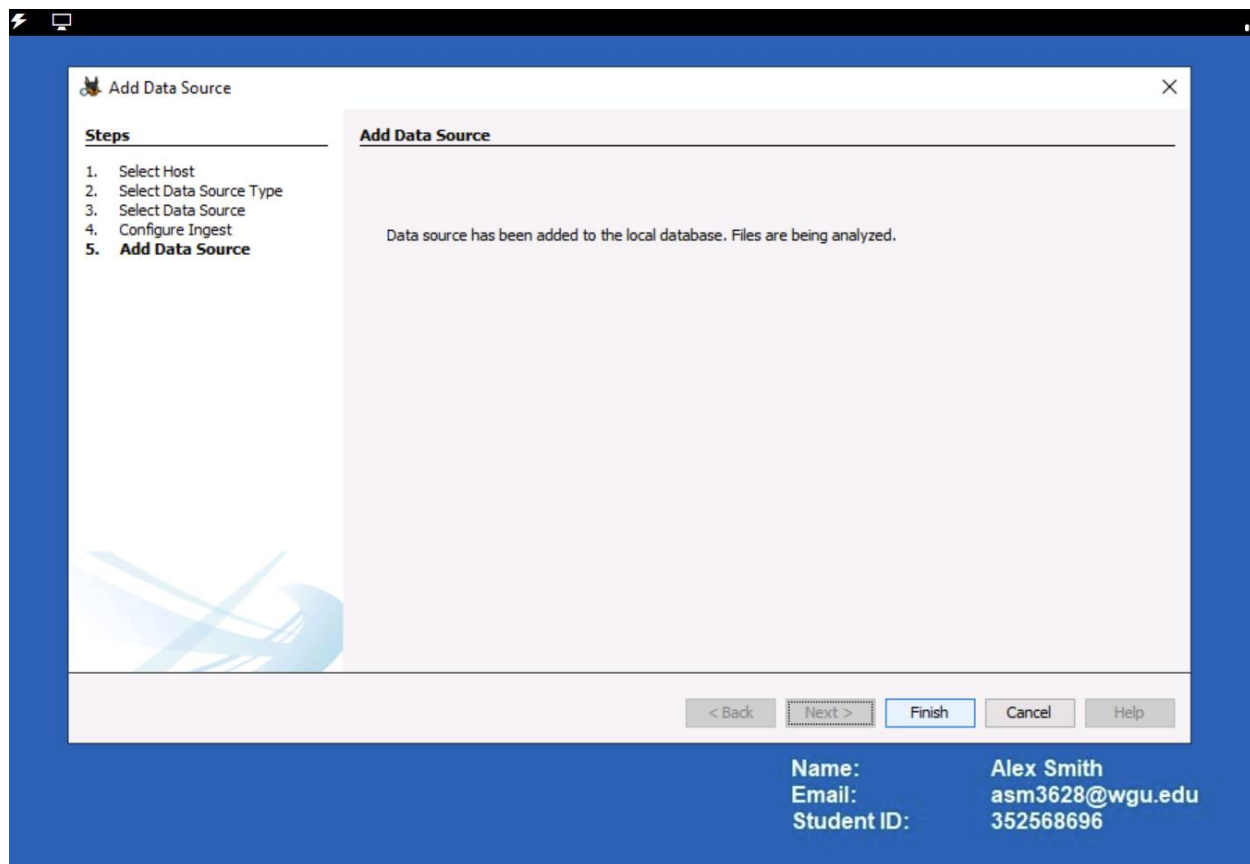 Add Data Source
Steps
1. Select Host
2. Select Data Source Type
3. Select Data Source
4. Configure Ingest
5. Add Data Source
Add Data Source
Data source has been added to the local database. Files are being analyzed.
< Back Next > Finish Cancel Help
Name: Alex Smith
Email: asm3628@wgu.edu
Student ID: 352568696